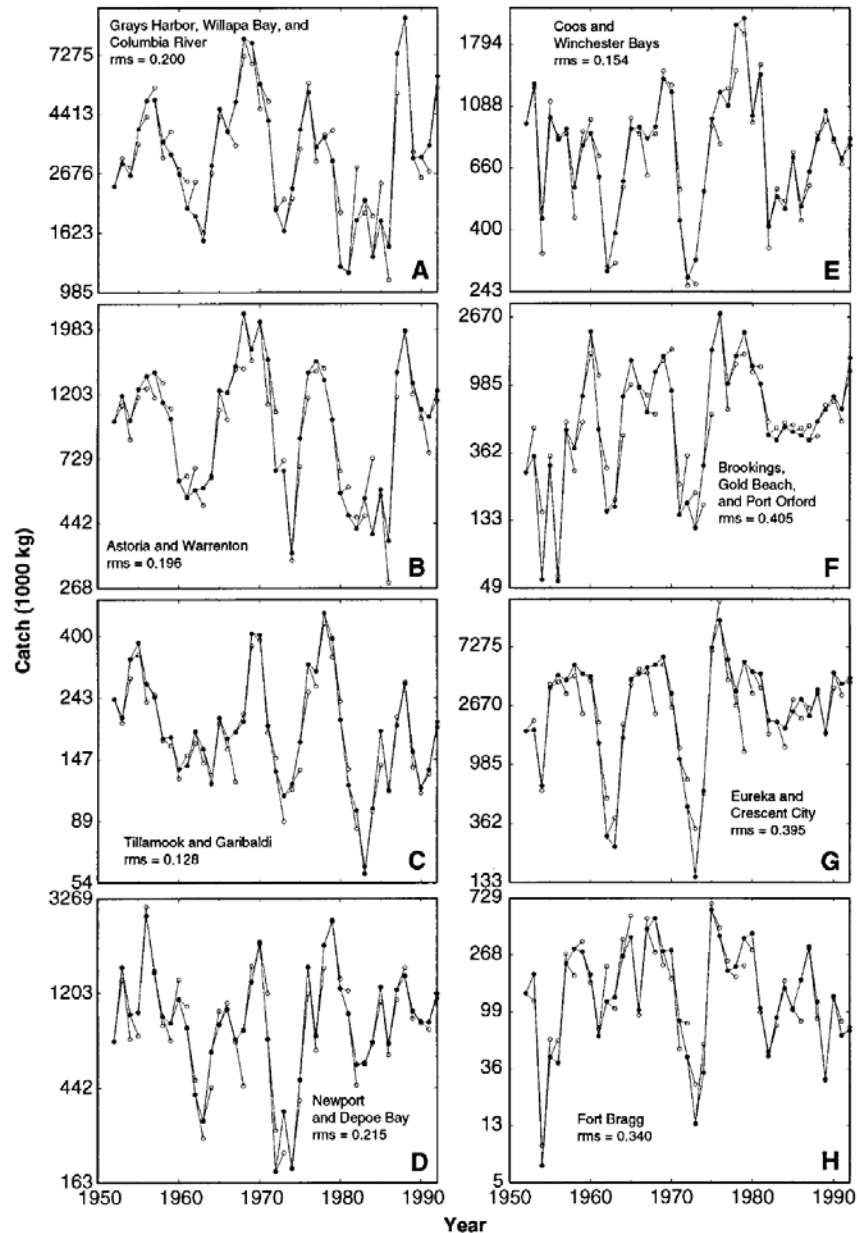 Grays Harbor, Willapa Bay, and
Columbia River
rms = 0.200
7275
4413
2676
1623
985
A
1983
1203
729
442
268
Astoria and Warrenton
rms = 0.196
B
400
243
147
89
54
Tillamook and Garibaldi
rms = 0.128
C
3269
1203
442
163
Newport
and Depoe Bay
rms = 0.215
D
1950
1960
1970
1980
1990
Coos and
Winchester Bays
rms = 0.154
1794
1088
660
400
243
E
2670
985
362
133
49
Brookings,
Gold Beach,
and Port Orford
rms = 0.405
F
7275
2670
985
362
133
Eureka and
Crescent City
rms = 0.395
G
729
268
99
36
13
5
Fort Bragg
rms = 0.340
H
1950
1960
1970
1980
1990
Catch (1000 kg)
Year